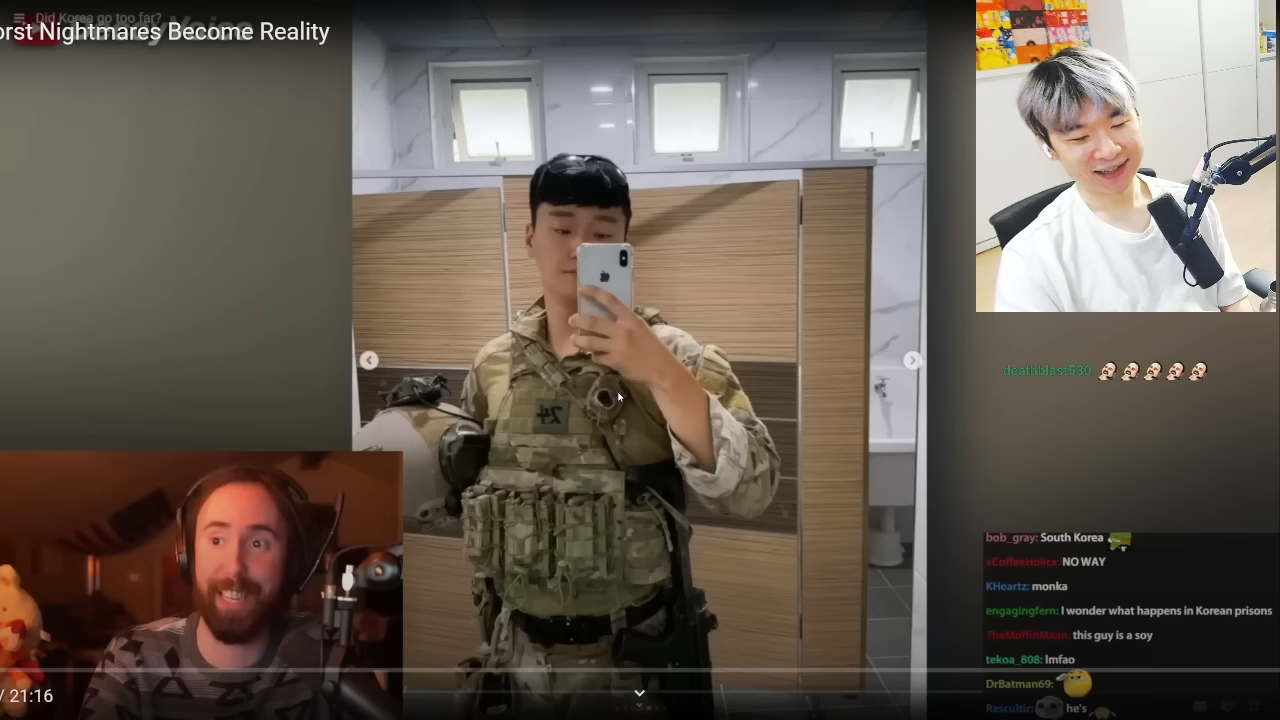 Did Korea go too far?
orst Nightmares Become Reality
24
deathblast530
bob_gray: South Korea
xCoffeeHolicx: NO WAY
KHeartz: monka
engagingfern: I wonder what happens in Korean prisons
TheMoffinMaan: this guy is a soy
tekoa_808: lmfao
DrBatman69:
Rescultir: he's
/ 21:16